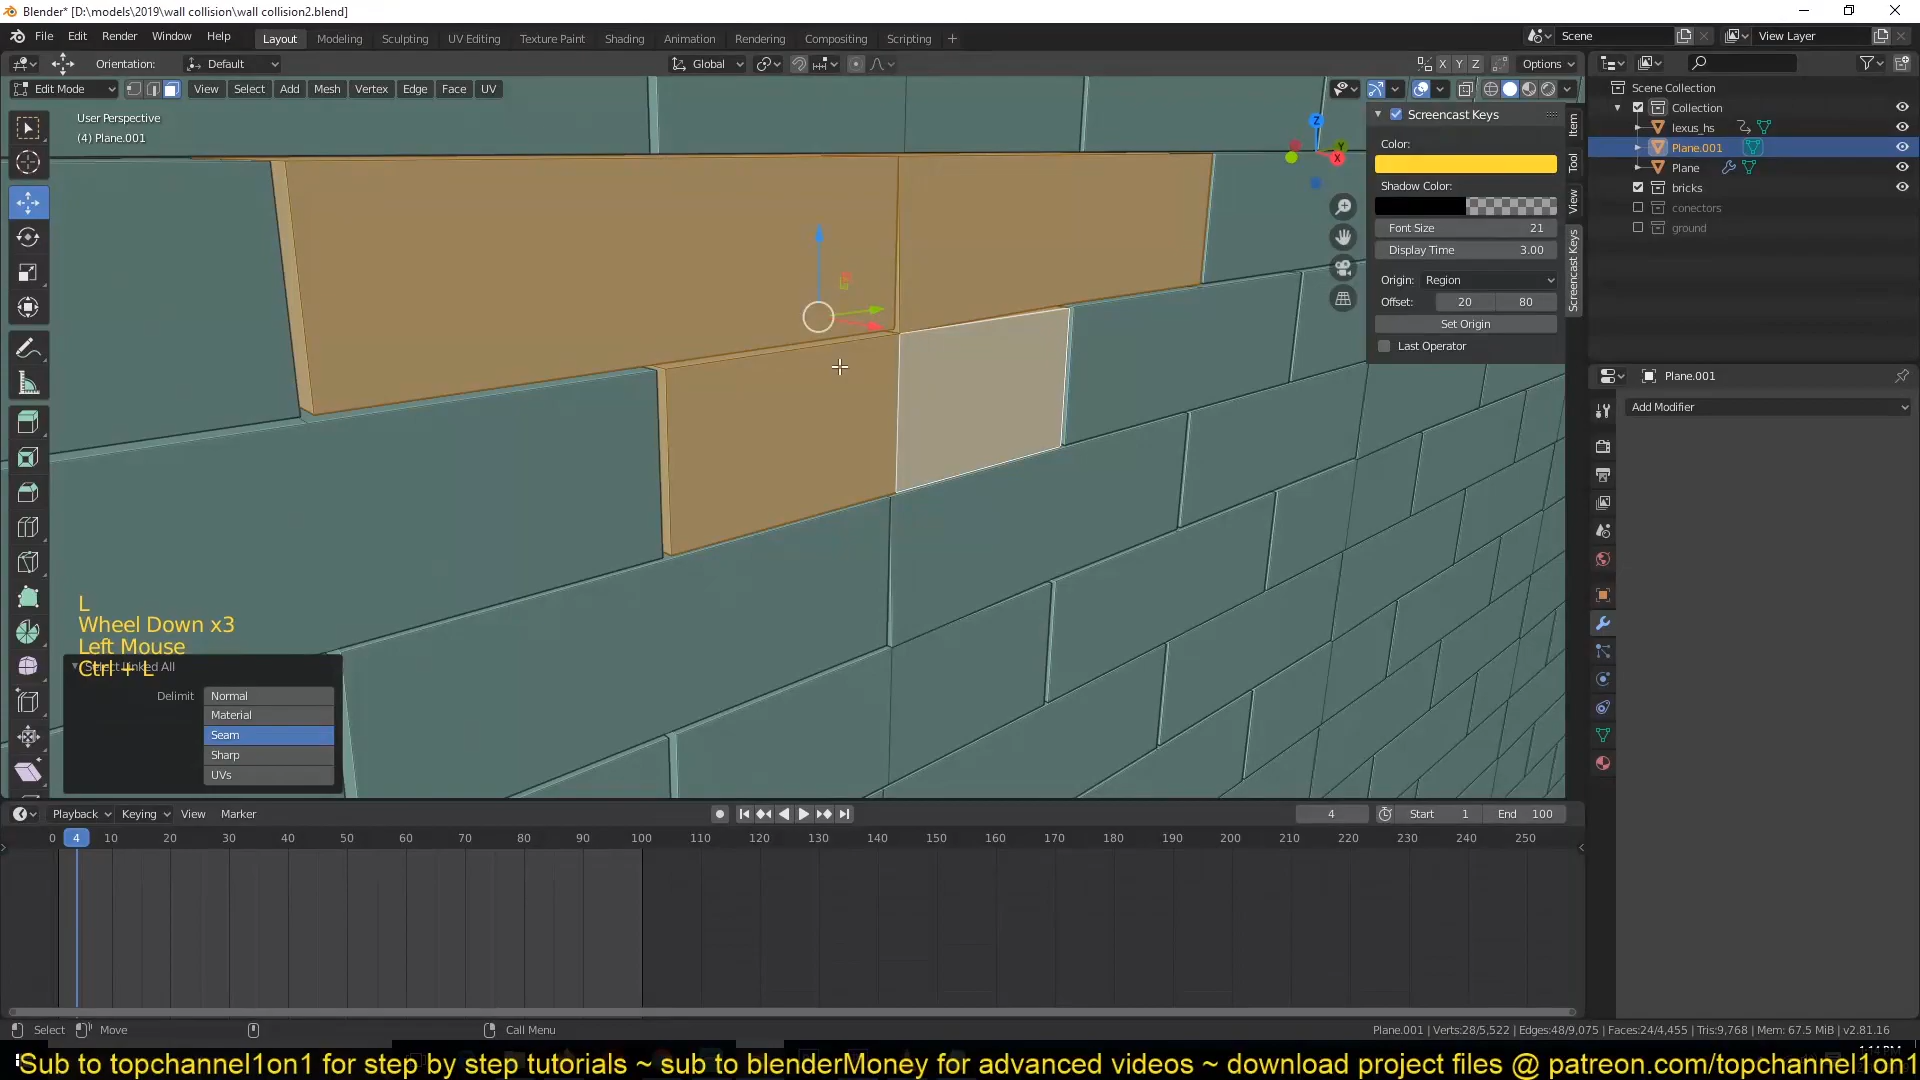 Blender* [D:\models\2019\wall collision\wall collision2.blend]
File Edit Render Window Help Layout Modeling Sculpting UV Editing Texture Paint Shading Animation Rendering Compositing Scripting + Scene View Layer
Orientation: Default Global X Y Z Options
Edit Mode View Select Add Mesh Vertex Edge Face UV
User Perspective
(4) Plane.001
Z
Y
X
Screencast Keys
Color:
Shadow Color:
Font Size 21
Display Time 3.00
Origin: Region
Offset: 20 80
Set Origin
Last Operator
Item
Tool
View
Screencast Keys
Scene Collection
Collection
lexus_hs
Plane.001
Plane
bricks
conectors
ground
Plane.001
Add Modifier
L
Wheel Down x3
Left Mouse
Ctrl + L
Select Linked All
Delimit Normal
Material
Seam
Sharp
UVs
Playback Keying View Marker 4 Start 1 End 100
0 4 10 20 30 40 50 60 70 80 90 100 110 120 130 140 150 160 170 180 190 200 210 220 230 240 250
Select Move Call Menu Plane.001 | Verts:28/5,522 | Edges:48/9,075 | Faces:24/4,455 | Tris:9,768 | Mem: 67.5 MiB | v2.81.16
Sub to topchannel1on1 for step by step tutorials ~ sub to blenderMoney for advanced videos ~ download project files @ patreon.com/topchannel1on1